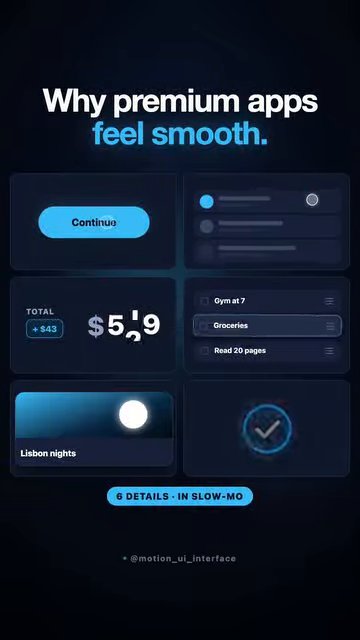 Why premium apps
feel smooth.
Continue
TOTAL
+ $43
Gym at 7
Groceries
Read 20 pages
Lisbon nights
6 DETAILS · IN SLOW-MO
@motion_ui_interface